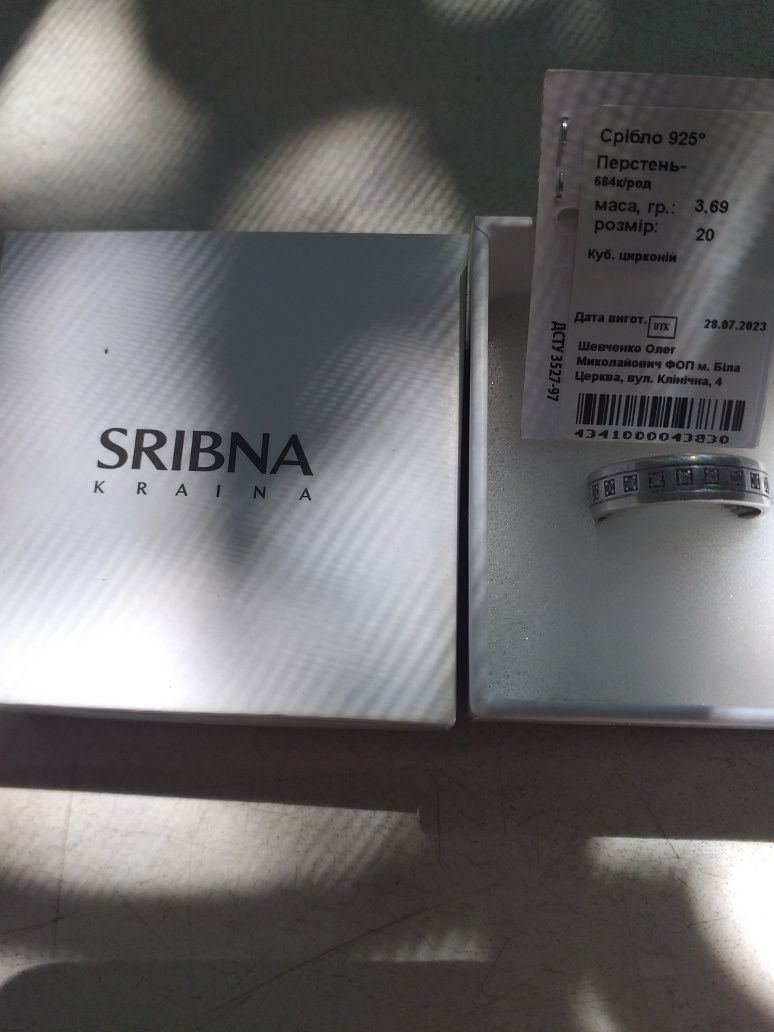 SRIBNA
KRAINA
Срібло 925°
Перстень-
684к/род
маса, гр.: 3,69
розмір: 20
Куб. цирконій
Дата вигот. ВТК 28.07.2023
Шевченко Олег
Миколайович ФОП м. Біла
Церква, вул. Клінічна, 4
4341000043830
ДСТУ 3527-97